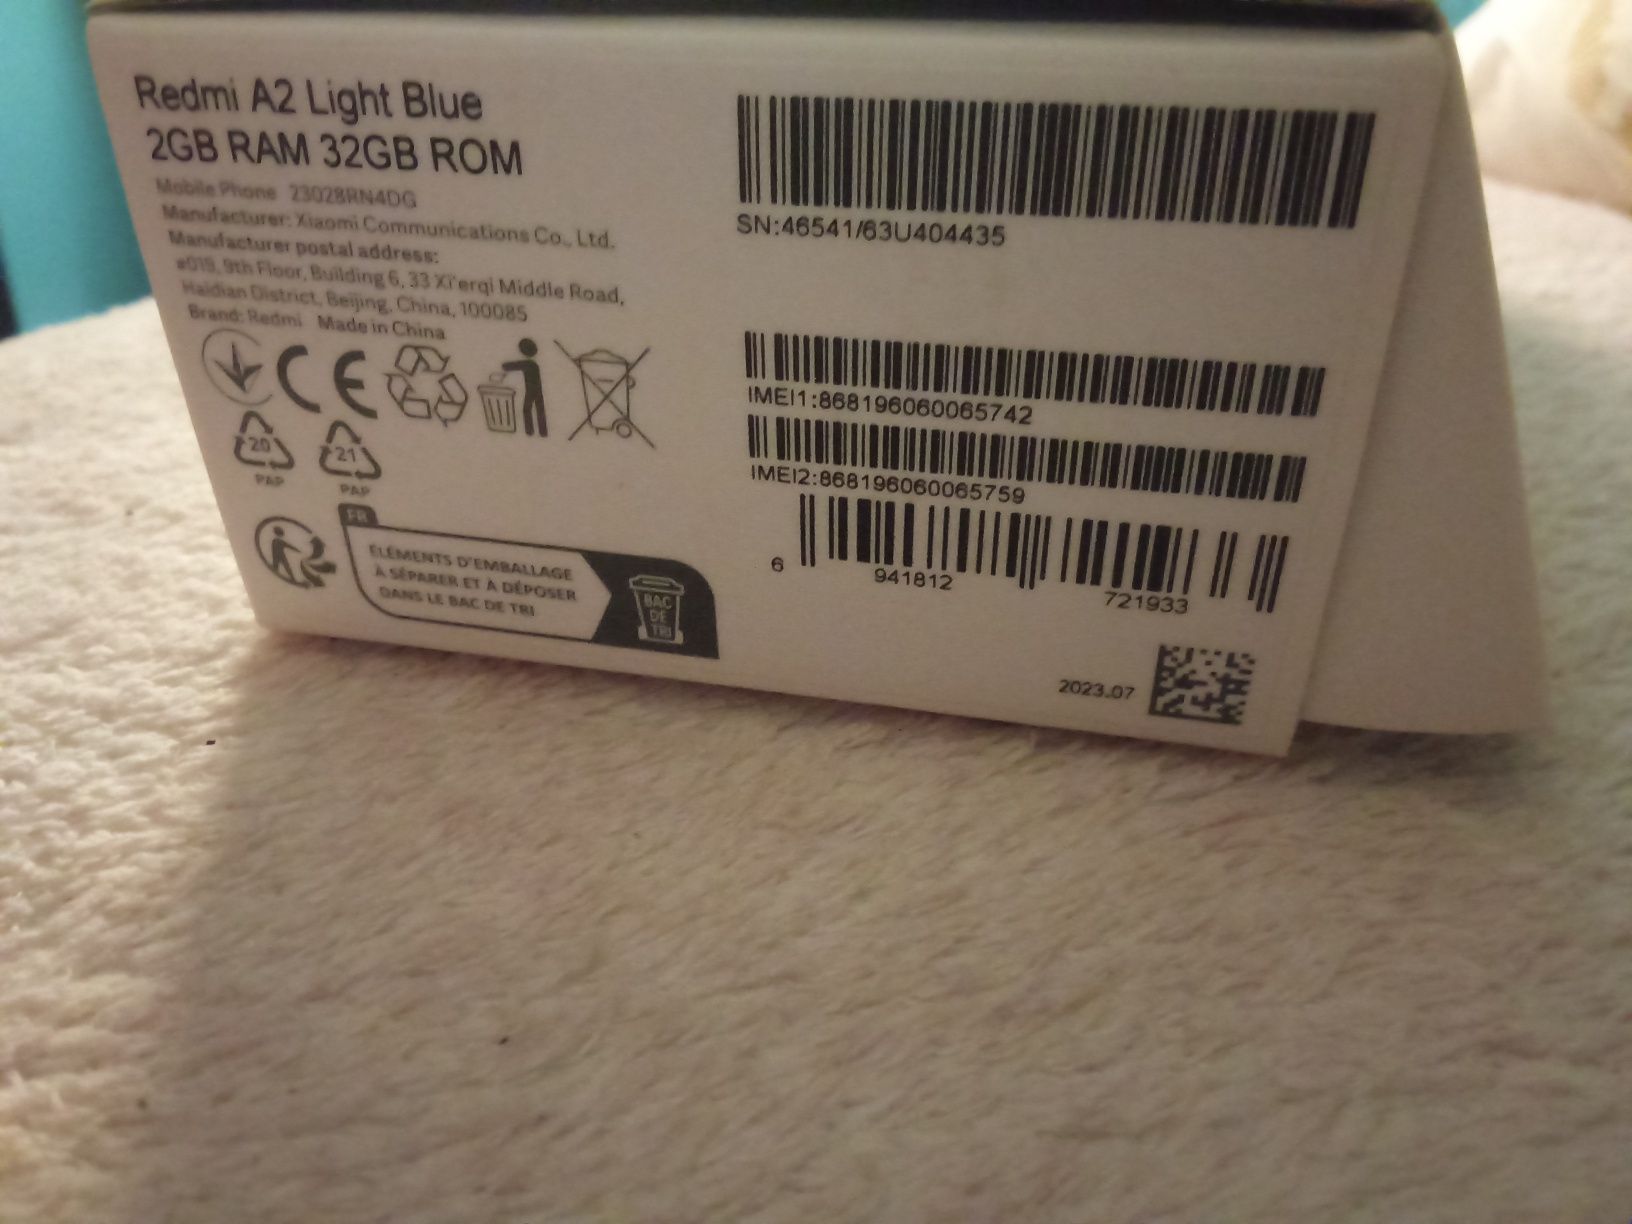 Redmi A2 Light Blue
2GB RAM 32GB ROM
Mobile Phone 23028RN4DG
Manufacturer: Xiaomi Communications Co., Ltd.
Manufacturer postal address:
#019, 9th Floor, Building 6, 33 Xi'erqi Middle Road,
Haidian District, Beijing, China, 100085
Brand: Redmi Made in China
CE
20
PAP
21
PAP
FR
ÉLÉMENTS D'EMBALLAGE
À SÉPARER ET À DÉPOSER
DANS LE BAC DE TRI
BAC
DE
TRI
SN:46541/63U404435
IMEI1:868196060065742
IMEI2:868196060065759
6 941812 721933
2023.07